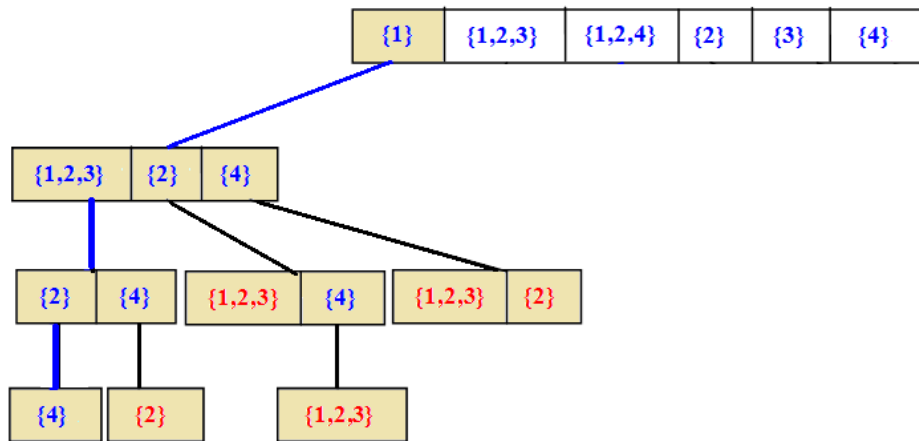 {1} {1,2,3} {1,2,4} {2} {3} {4}
{1,2,3} {2} {4}
{2} {4} {1,2,3} {4} {1,2,3} {2}
{4} {2} {1,2,3}